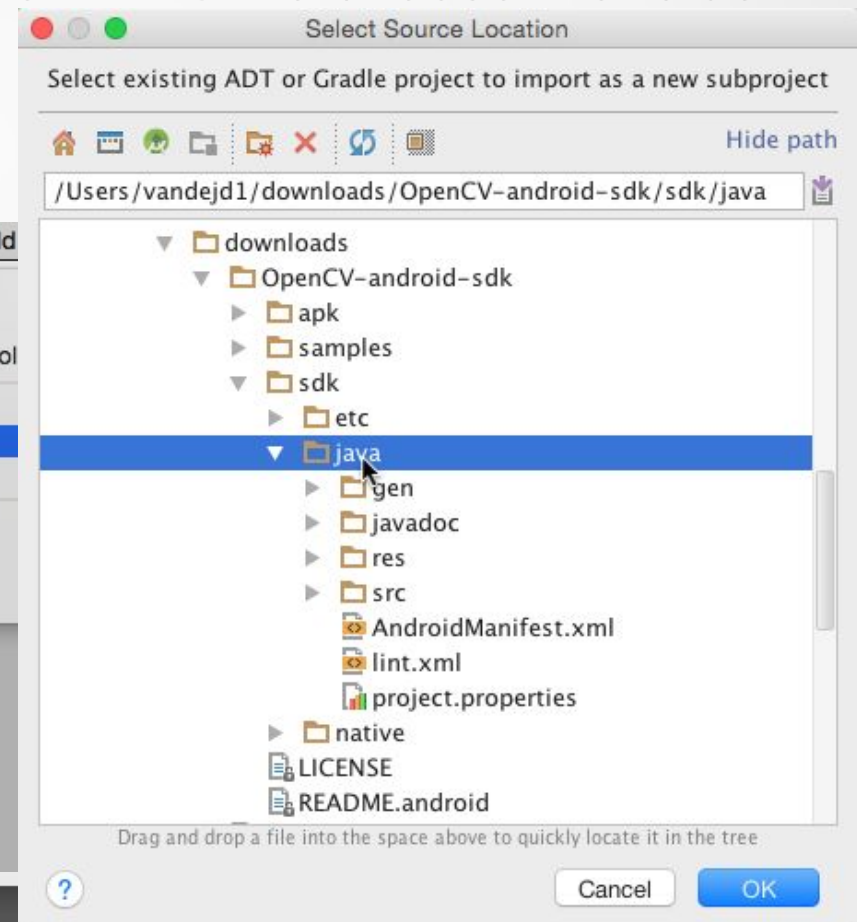 Select Source Location
Select existing ADT or Gradle project to import as a new subproject
Hide path
/Users/vandejd1/downloads/OpenCV-android-sdk/sdk/java
downloads
OpenCV-android-sdk
apk
samples
sdk
etc
java
gen
javadoc
res
src
AndroidManifest.xml
lint.xml
project.properties
native
LICENSE
README.android
Drag and drop a file into the space above to quickly locate it in the tree
?
Cancel
OK